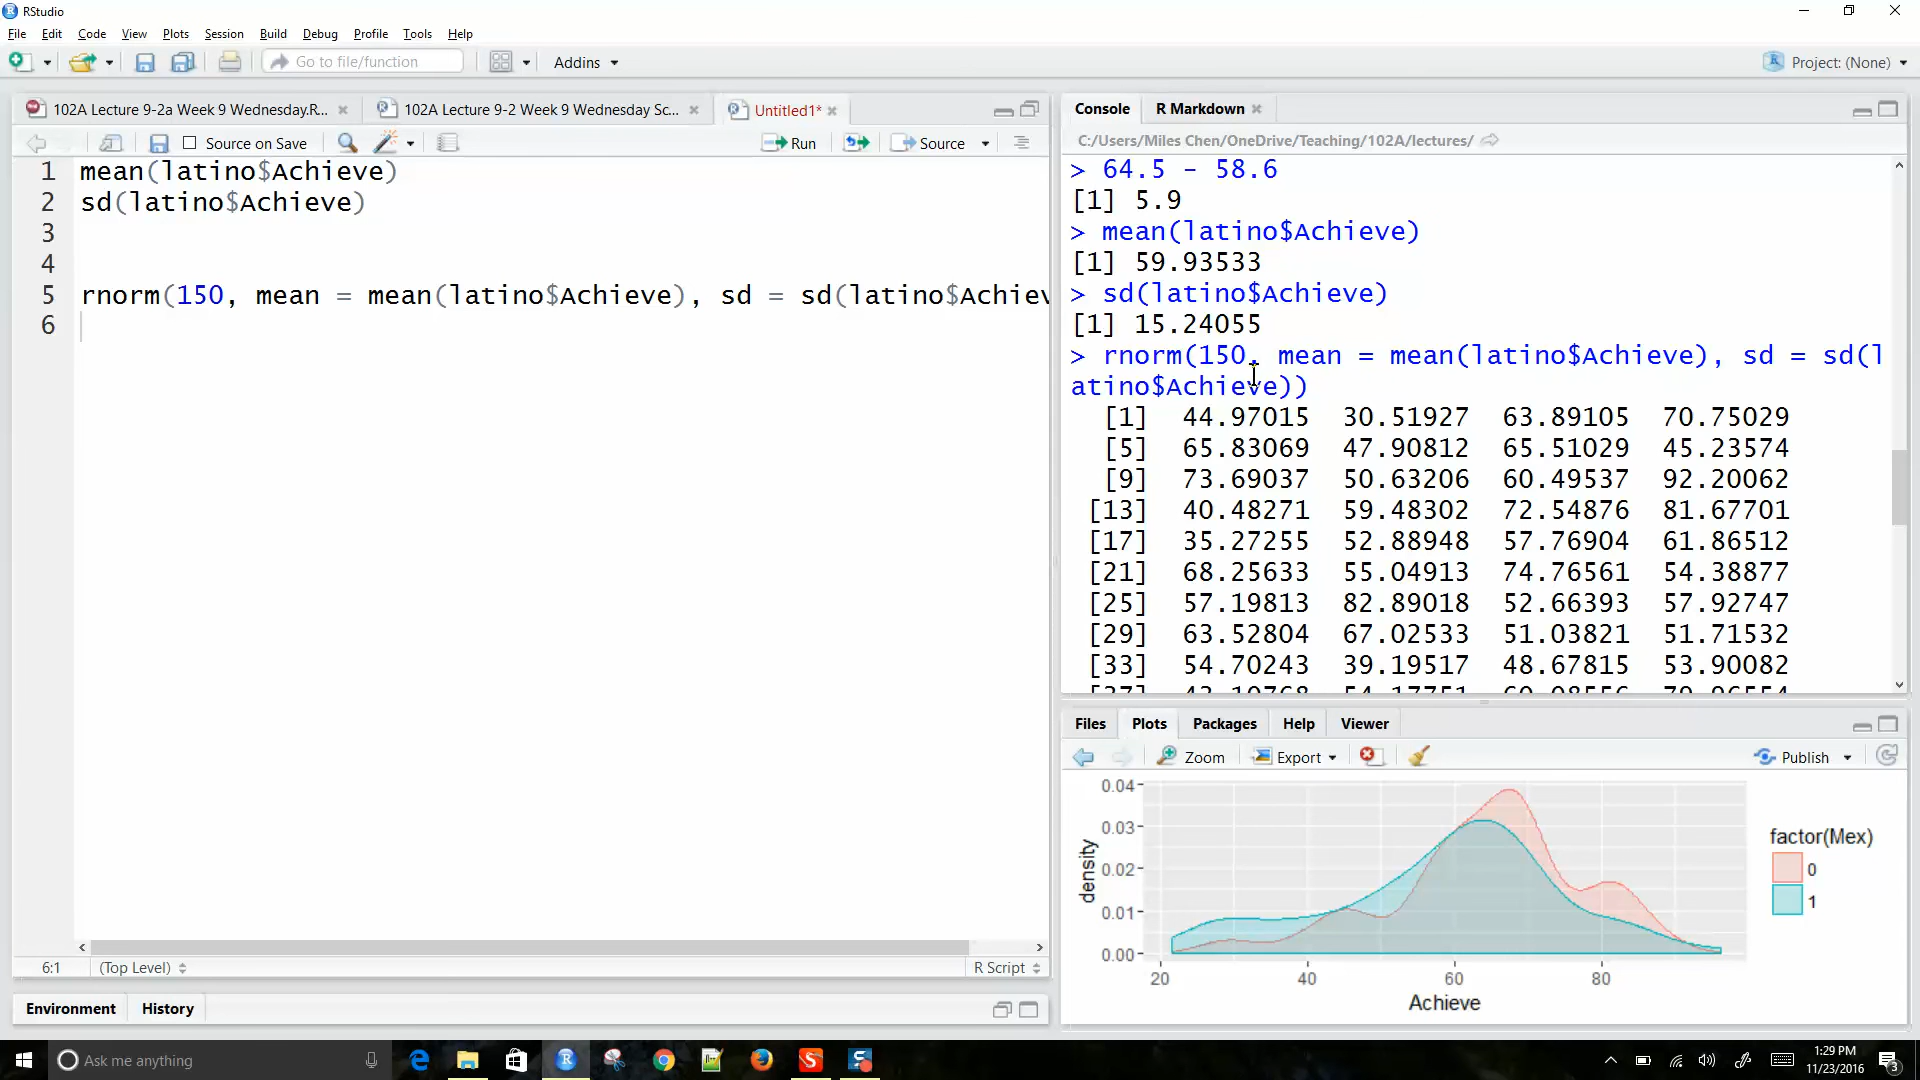 RStudio
File Edit Code View Plots Session Build Debug Profile Tools Help
Go to file/function Addins Project: (None)
102A Lecture 9-2a Week 9 Wednesday.R... 102A Lecture 9-2 Week 9 Wednesday Sc... Untitled1*
Source on Save Run Source
1 mean(latino$Achieve)
2 sd(latino$Achieve)
3
4
5 rnorm(150, mean = mean(latino$Achieve), sd = sd(latino$Achiev
6
6:1 (Top Level) R Script
Environment History
Console R Markdown
C:/Users/Miles Chen/OneDrive/Teaching/102A/lectures/
> 64.5 - 58.6
[1] 5.9
> mean(latino$Achieve)
[1] 59.93533
> sd(latino$Achieve)
[1] 15.24055
> rnorm(150, mean = mean(latino$Achieve), sd = sd(l
atino$Achieve))
[1] 44.97015 30.51927 63.89105 70.75029
[5] 65.83069 47.90812 65.51029 45.23574
[9] 73.69037 50.63206 60.49537 92.20062
[13] 40.48271 59.48302 72.54876 81.67701
[17] 35.27255 52.88948 57.76904 61.86512
[21] 68.25633 55.04913 74.76561 54.38877
[25] 57.19813 82.89018 52.66393 57.92747
[29] 63.52804 67.02533 51.03821 51.71532
[33] 54.70243 39.19517 48.67815 53.90082
Files Plots Packages Help Viewer
Zoom Export Publish
0.04
0.03
0.02
0.01
0.00
density
20 40 60 80
Achieve
factor(Mex)
0
1
Ask me anything
1:29 PM
11/23/2016
3